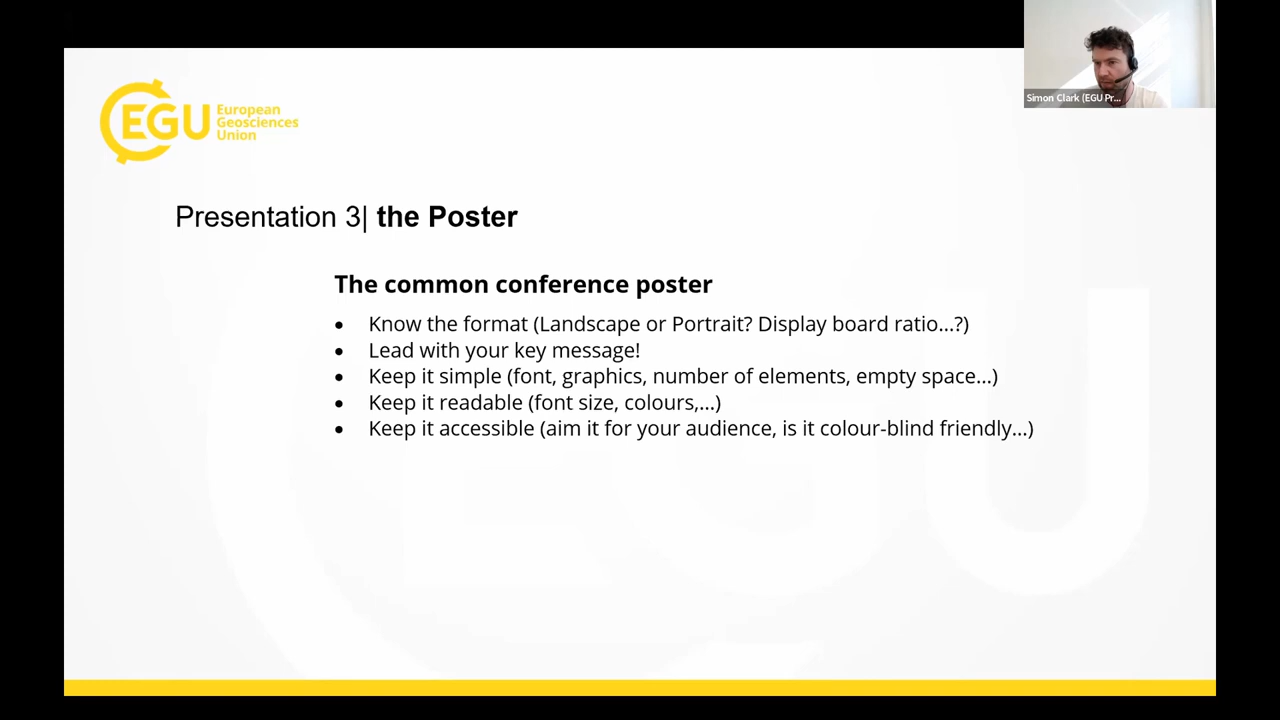 Simon Clark (EGU Pr...
EGU
European
Geosciences
Union
Presentation 3| the Poster
The common conference poster
• Know the format (Landscape or Portrait? Display board ratio...?)
• Lead with your key message!
• Keep it simple (font, graphics, number of elements, empty space...)
• Keep it readable (font size, colours,...)
• Keep it accessible (aim it for your audience, is it colour-blind friendly...)
EGU